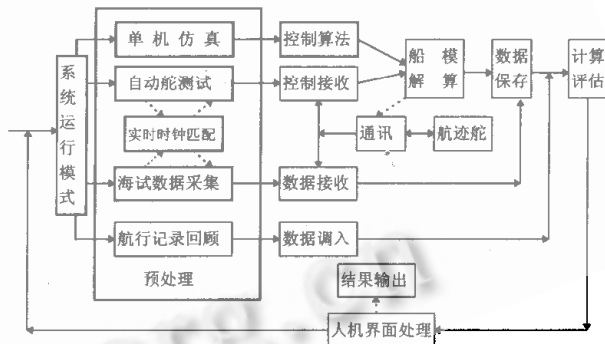 系统运行模式
单机仿真
自动舵测试
实时时钟匹配
海试数据采集
航行记录回顾
预处理
控制算法
控制接收
数据接收
数据调入
船模
解算
通讯
航迹舵
数据
保存
计算
评估
结果输出
人机界面处理